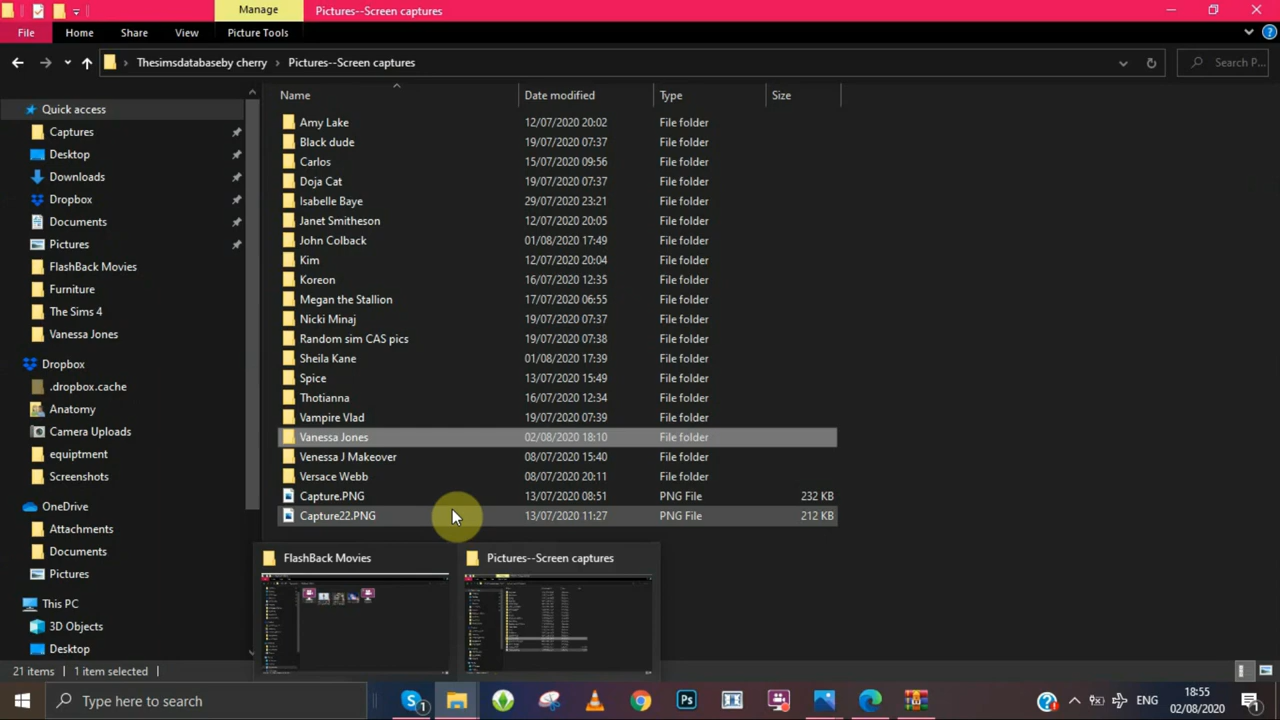 Manage
Pictures--Screen captures
File
Home
Share
View
Picture Tools
Thesimsdatabaseby cherry
Pictures--Screen captures
Search P...
Name
Date modified
Type
Size
Quick access
Captures
Desktop
Downloads
Dropbox
Documents
Pictures
FlashBack Movies
Furniture
The Sims 4
Vanessa Jones
Dropbox
.dropbox.cache
Anatomy
Camera Uploads
equiptment
Screenshots
OneDrive
Attachments
Documents
Pictures
This PC
3D Objects
Desktop
Amy Lake 12/07/2020 20:02 File folder
Black dude 19/07/2020 07:37 File folder
Carlos 15/07/2020 09:56 File folder
Doja Cat 19/07/2020 07:37 File folder
Isabelle Baye 29/07/2020 23:21 File folder
Janet Smitheson 12/07/2020 20:05 File folder
John Colback 01/08/2020 17:49 File folder
Kim 12/07/2020 20:04 File folder
Koreon 16/07/2020 12:35 File folder
Megan the Stallion 17/07/2020 06:55 File folder
Nicki Minaj 19/07/2020 07:37 File folder
Random sim CAS pics 19/07/2020 07:38 File folder
Sheila Kane 01/08/2020 17:39 File folder
Spice 13/07/2020 15:49 File folder
Thotianna 16/07/2020 12:34 File folder
Vampire Vlad 19/07/2020 07:39 File folder
Vanessa Jones 02/08/2020 18:10 File folder
Venessa J Makeover 08/07/2020 15:40 File folder
Versace Webb 08/07/2020 20:11 File folder
Capture.PNG 13/07/2020 08:51 PNG File 232 KB
Capture22.PNG 13/07/2020 11:27 PNG File 212 KB
FlashBack Movies
Pictures--Screen captures
21 items
1 item selected
Type here to search
S
1
Ps
ENG
18:55
02/08/2020
1